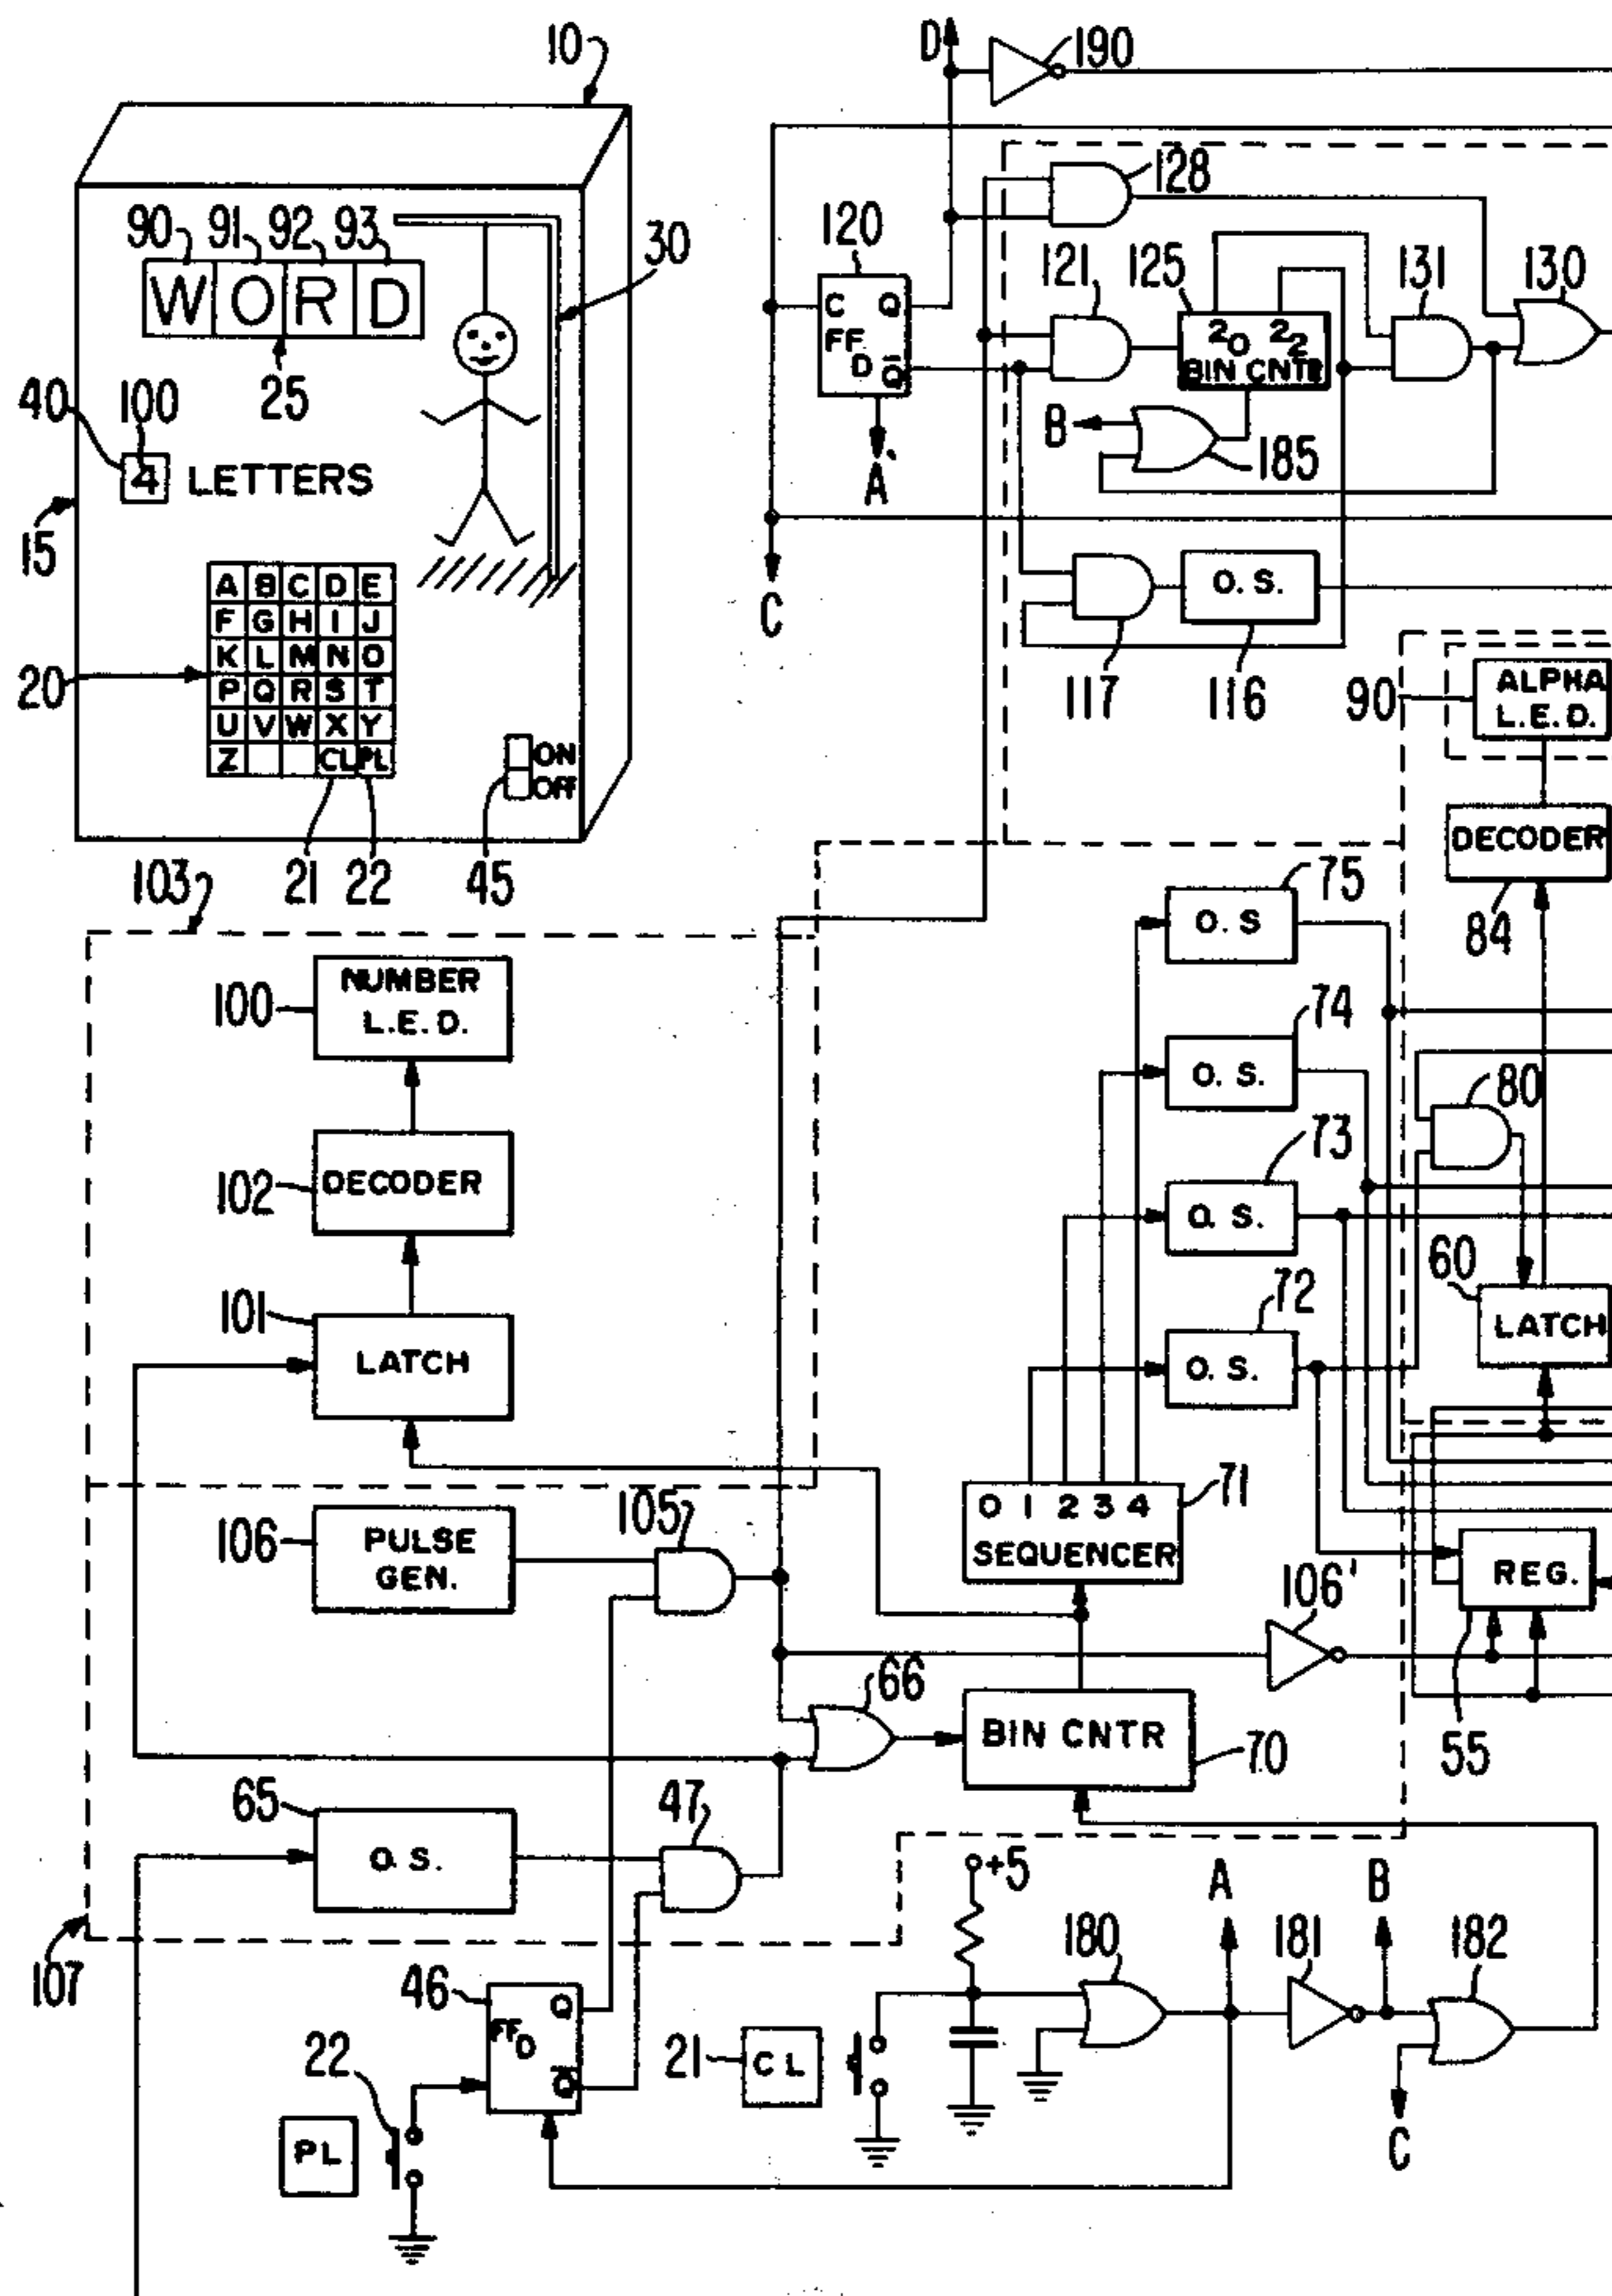 10
90 91 92 93
W O R D
25
30
40 100
4 LETTERS
15
A B C D E
F G H I J
K L M N O
P Q R S T
U V W X Y
Z CL PL
20
ON
OFF
21 22 45
D 190
128
120
C Q
FF
D Q̅
A'
121 125
2₀ 2₂
BIN CNTR
131 130
B 185
C
O. S.
117 116
90
ALPHA
L.E.D.
DECODER
84
103
NUMBER
L.E.D.
100
DECODER
102
LATCH
101
75
O. S
74
O. S.
73
O. S.
72
O. S.
80
60
LATCH
0 1 2 3 4
SEQUENCER
71
PULSE
GEN.
106
105
106'
REG.
55
66
BIN CNTR
70
65
O. S.
47
107
46
Q
FF D
Q̅
22
PL
21
CL
+5
180
A
181
B
182
C